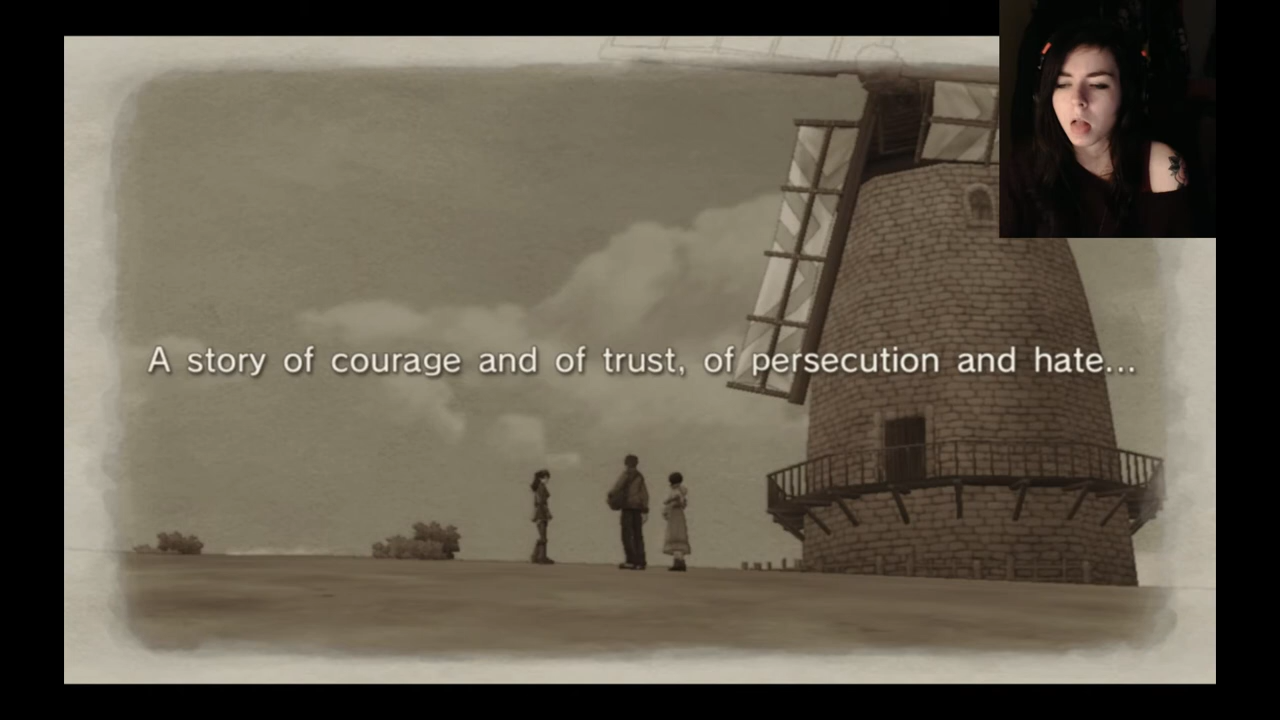 A story of courage and of trust, of persecution and hate...